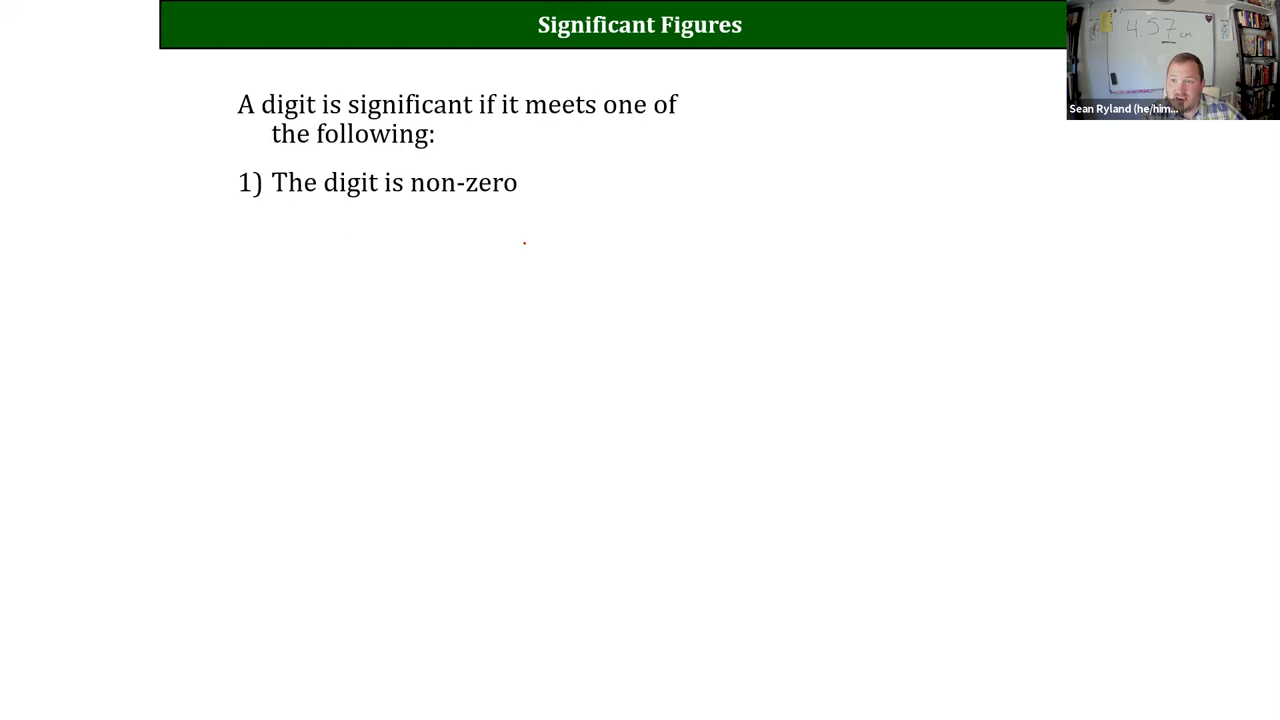 Significant Figures
4.57 cm
A digit is significant if it meets one of
the following:
1) The digit is non-zero
Sean Ryland (he/him...